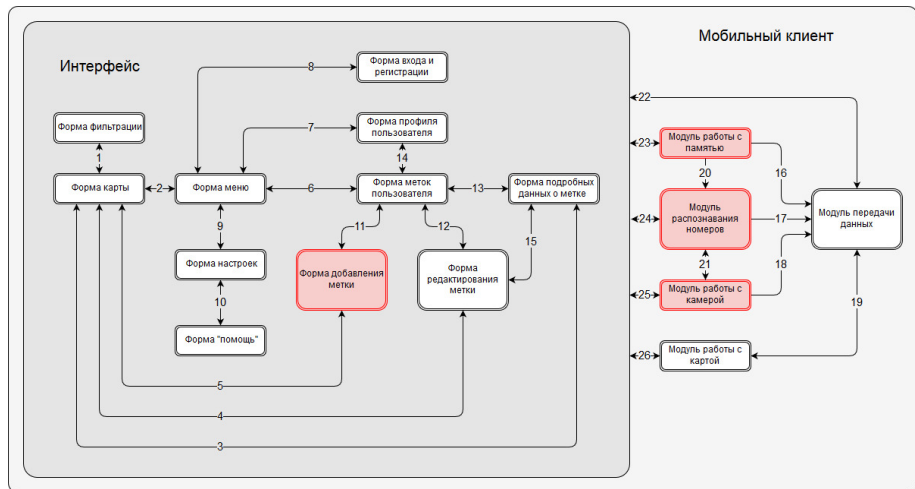 Мобильный клиент
Интерфейс
8
Форма входа и
регистрации
22
Форма фильтрации
7
Форма профиля
пользователя
23
Модуль работы с
памятью
1
14
20
16
Форма карты
2
Форма меню
6
Форма меток
пользователя
13
Форма подробных
данных о метке
24
Модуль
распознавания
номеров
17
Модуль передачи
данных
9
11
12
15
21
18
Форма настроек
Форма добавления
метки
Форма
редактирования
метки
25
Модуль работы с
камерой
19
10
Форма "помощь"
26
Модуль работы с
картой
5
4
3